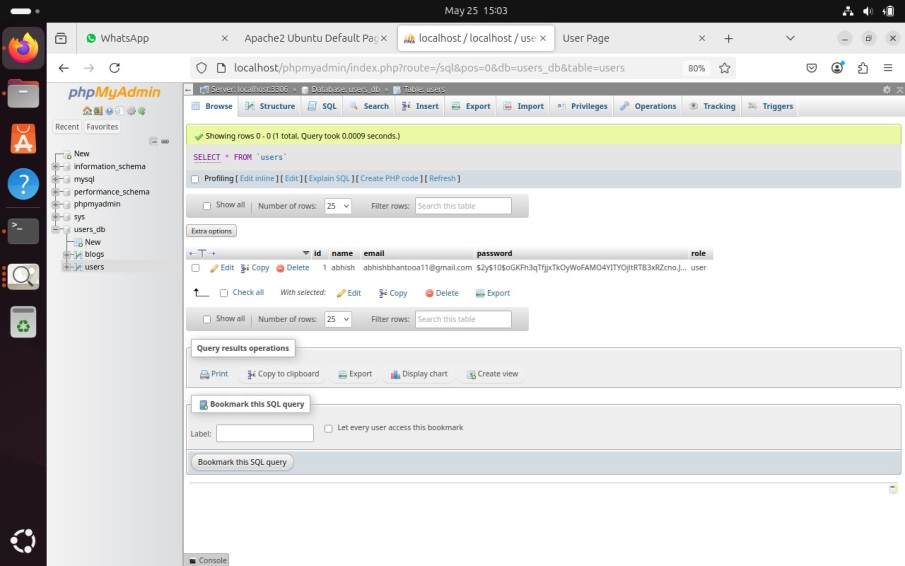 May 25 15:03
WhatsApp
Apache2 Ubuntu Default Pag
localhost / localhost / use
User Page
localhost/phpmyadmin/index.php?route=/sql&pos=0&db=users_db&table=users
80%
phpMyAdmin
Recent Favorites
New
information_schema
mysql
performance_schema
phpmyadmin
sys
users_db
New
blogs
users
Server: localhost:3306 » Database: users_db » Table: users
Browse Structure SQL Search Insert Export Import Privileges Operations Tracking Triggers
Showing rows 0 - 0 (1 total, Query took 0.0009 seconds.)
SELECT * FROM `users`
Profiling [ Edit inline ] [ Edit ] [ Explain SQL ] [ Create PHP code ] [ Refresh ]
Show all Number of rows: 25 Filter rows: Search this table
Extra options
id name email password role
Edit Copy Delete 1 abhish abhishbhantooa11@gmail.com user
Check all With selected: Edit Copy Delete Export
Show all Number of rows: 25 Filter rows: Search this table
Query results operations
Print Copy to clipboard Export Display chart Create view
Bookmark this SQL query
Label: Let every user access this bookmark
Bookmark this SQL query
Console